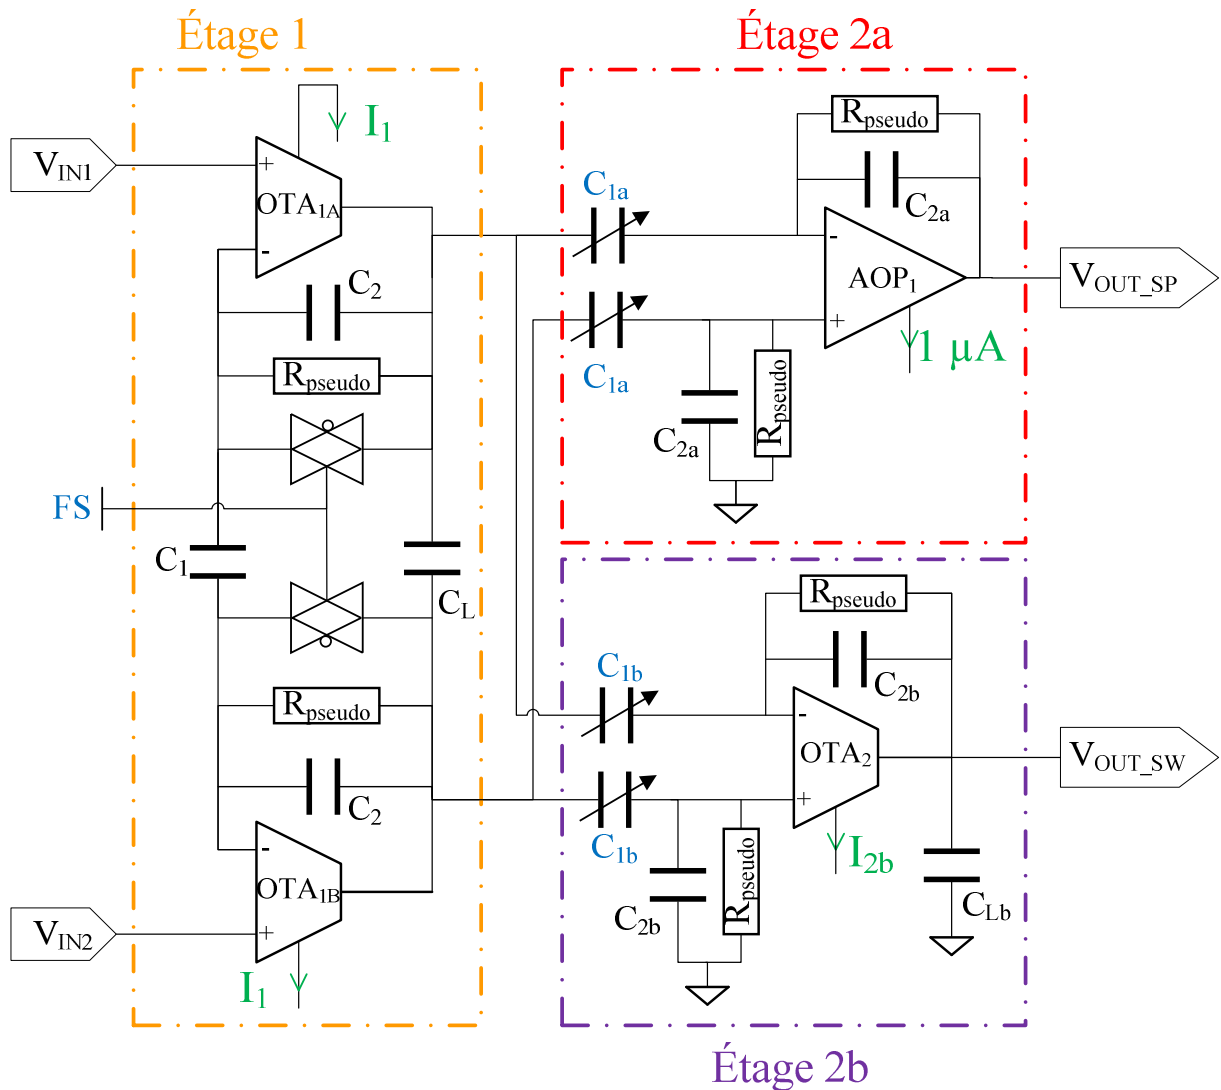 Étage 1
Étage 2a
VIN1
I1
+
OTA1A
-
C2
Rpseudo
FS
C1
CL
Rpseudo
C2
-
OTA1B
+
VIN2
I1
Rpseudo
C2a
C1a
-
AOP1
+
C1a
1 µA
C2a
Rpseudo
VOUT_SP
Rpseudo
C2b
C1b
-
OTA2
+
C1b
I2b
C2b
Rpseudo
CLb
VOUT_SW
Étage 2b